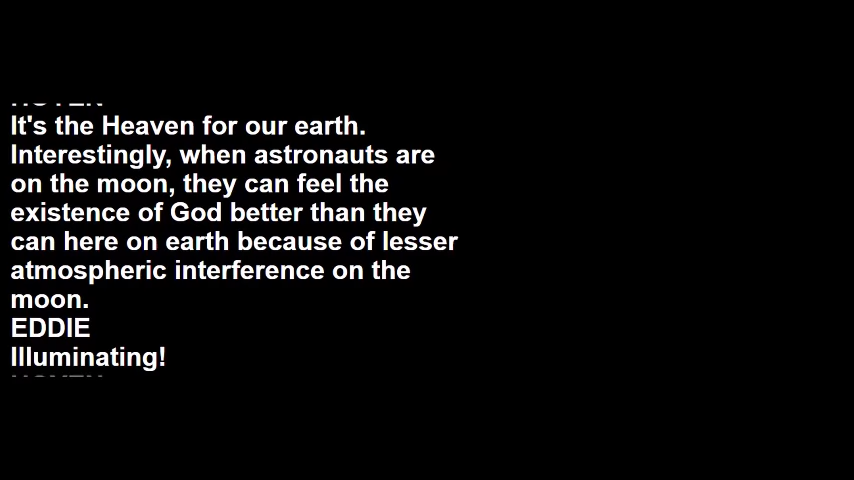 It's the Heaven for our earth.
Interestingly, when astronauts are
on the moon, they can feel the
existence of God better than they
can here on earth because of lesser
atmospheric interference on the
moon.
EDDIE
Illuminating!